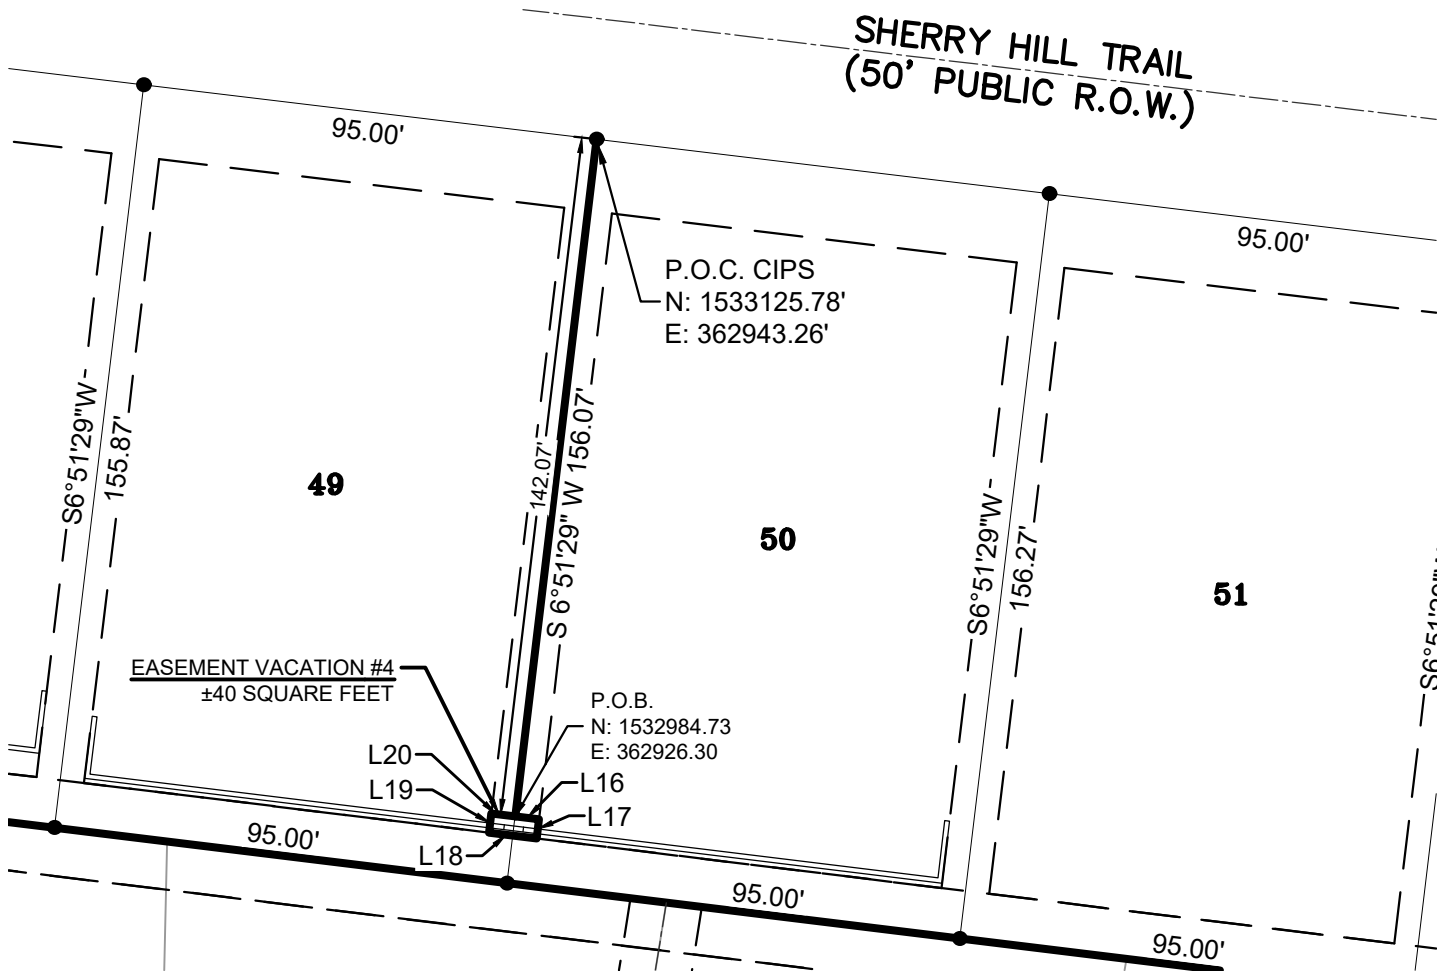 SHERRY HILL TRAIL
(50' PUBLIC R.O.W.)
95.00'
95.00'
P.O.C. CIPS
N: 1533125.78'
E: 362943.26'
S6°51'29"W
155.87'
49
142.07'
S 6°51'29" W 156.07'
50
S6°51'29"W
156.27'
51
EASEMENT VACATION #4
±40 SQUARE FEET
P.O.B.
N: 1532984.73
E: 362926.30
L20
L19
L16
L17
L18
95.00'
95.00'
95.00'